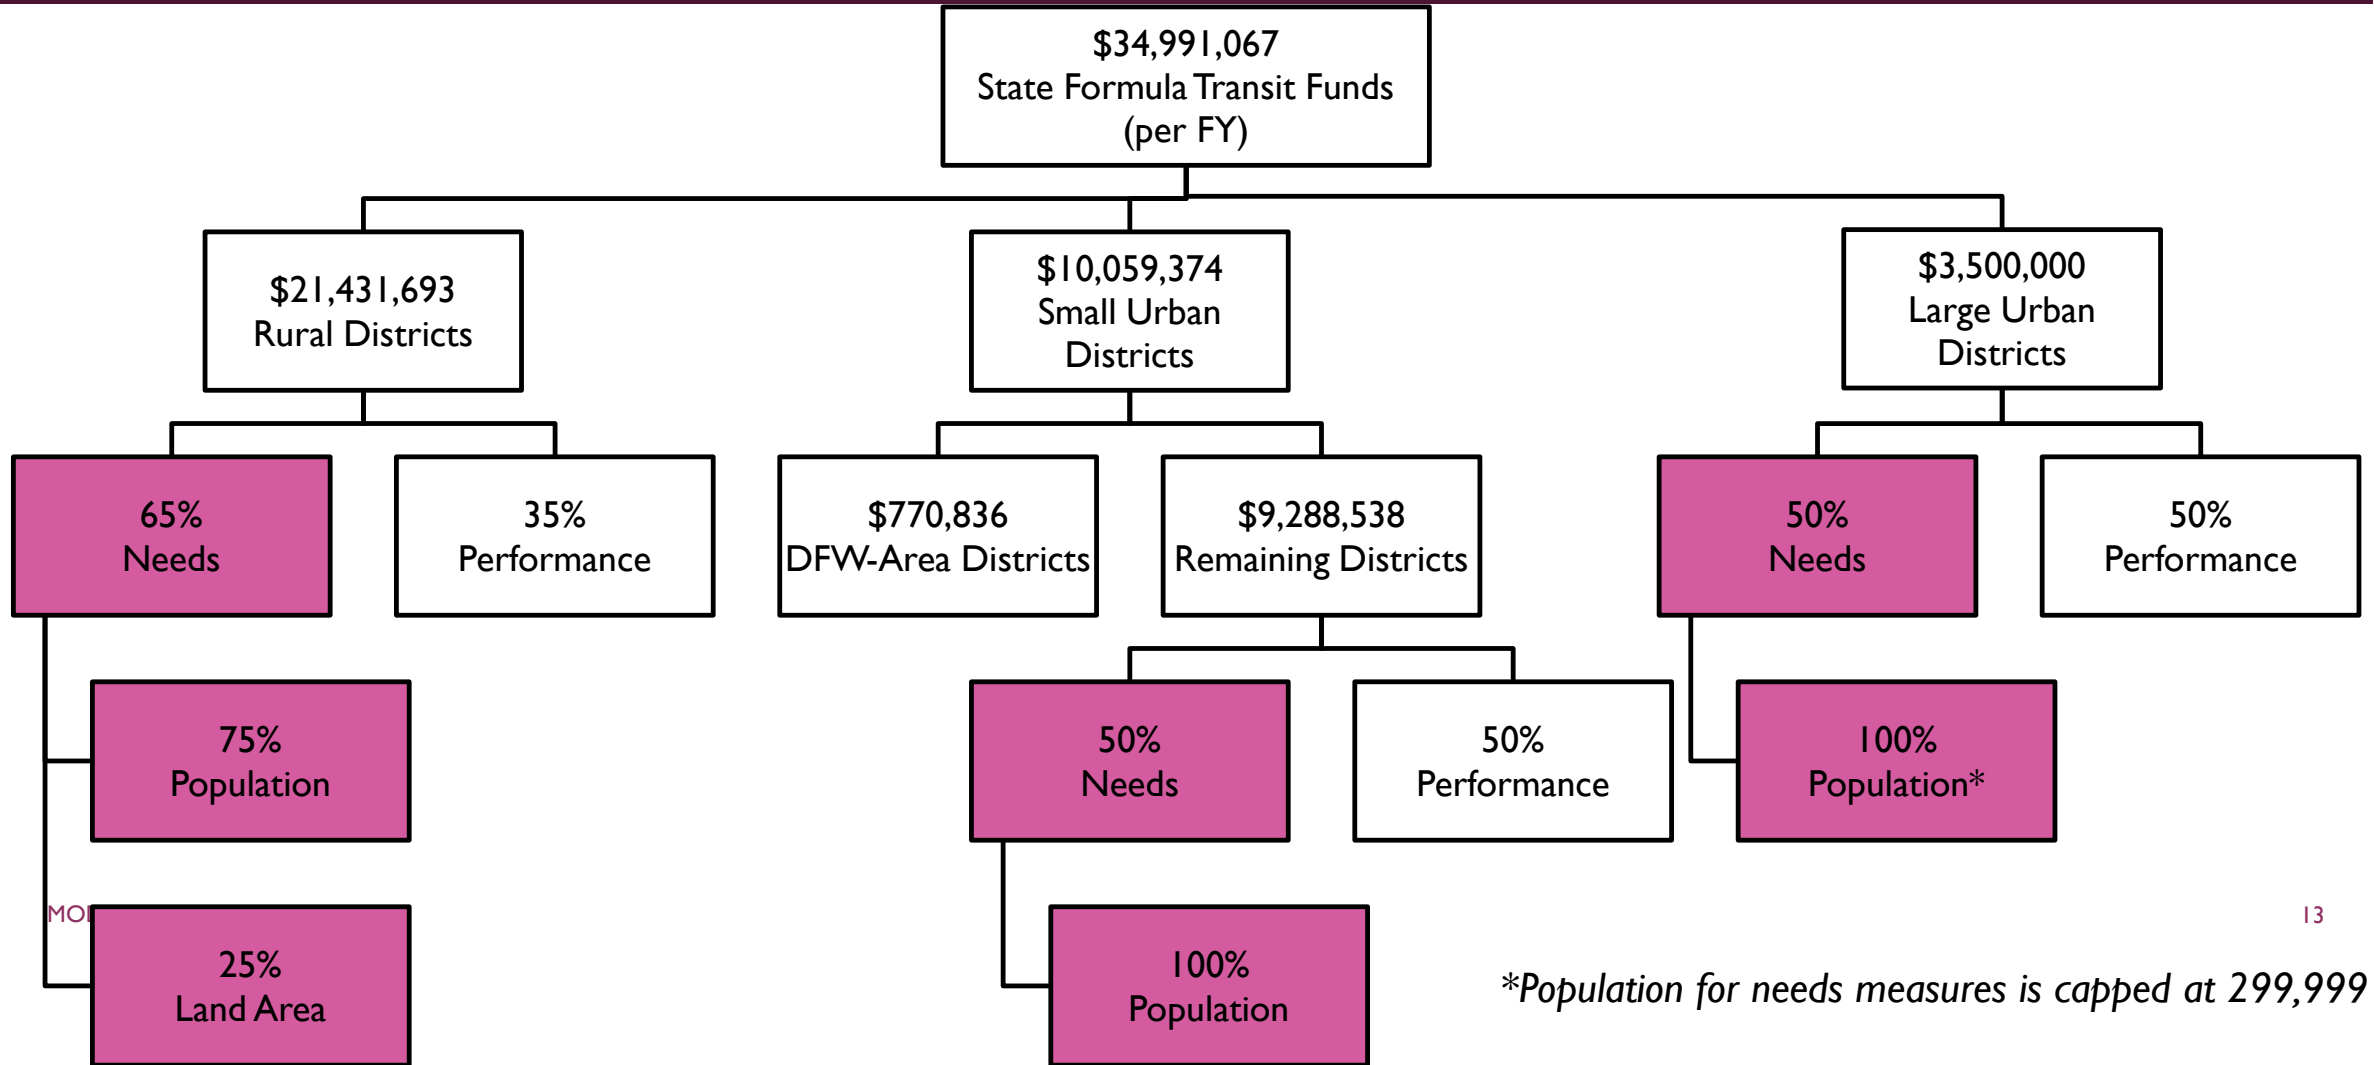 $34,991,067
State Formula Transit Funds
(per FY)
$21,431,693
Rural Districts
$10,059,374
Small Urban
Districts
$3,500,000
Large Urban
Districts
65%
Needs
35%
Performance
$770,836
DFW-Area Districts
$9,288,538
Remaining Districts
50%
Needs
50%
Performance
75%
Population
50%
Needs
50%
Performance
100%
Population*
25%
Land Area
100%
Population
13
*Population for needs measures is capped at 299,999